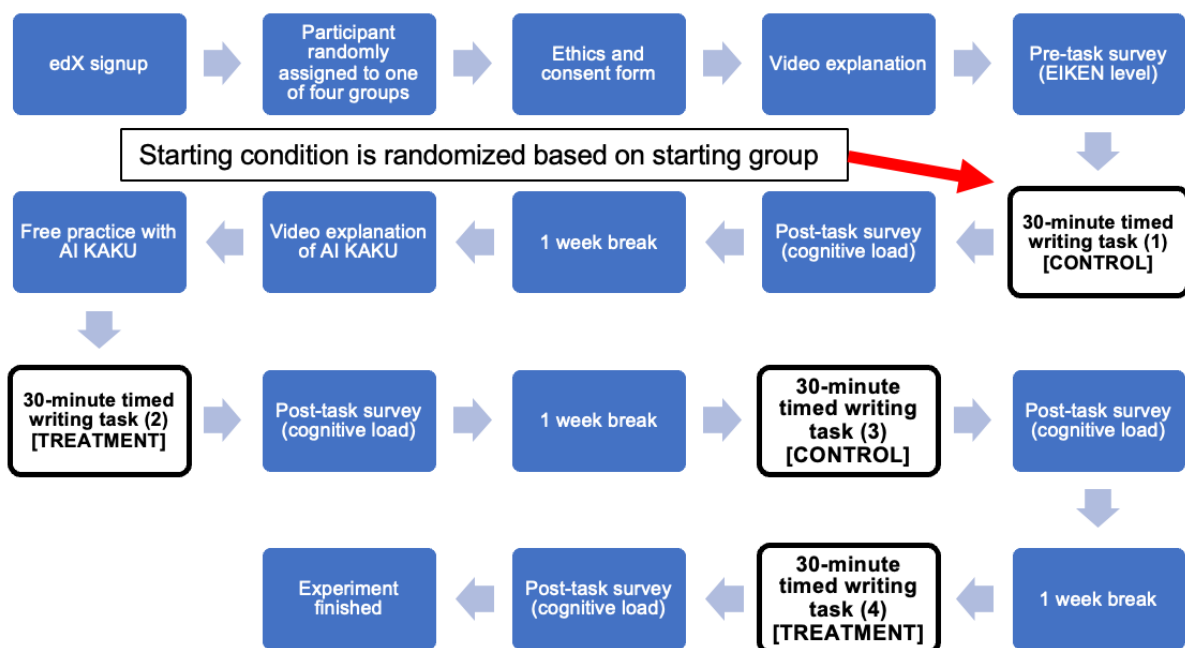 edX signup
Participant
randomly
assigned to one
of four groups
Ethics and
consent form
Video explanation
Pre-task survey
(EIKEN level)
Starting condition is randomized based on starting group
30-minute timed
writing task (1)
[CONTROL]
Post-task survey
(cognitive load)
1 week break
Video explanation
of AI KAKU
Free practice with
AI KAKU
30-minute timed
writing task (2)
[TREATMENT]
Post-task survey
(cognitive load)
1 week break
30-minute
timed writing
task (3)
[CONTROL]
Post-task survey
(cognitive load)
1 week break
30-minute
timed writing
task (4)
[TREATMENT]
Post-task survey
(cognitive load)
Experiment
finished